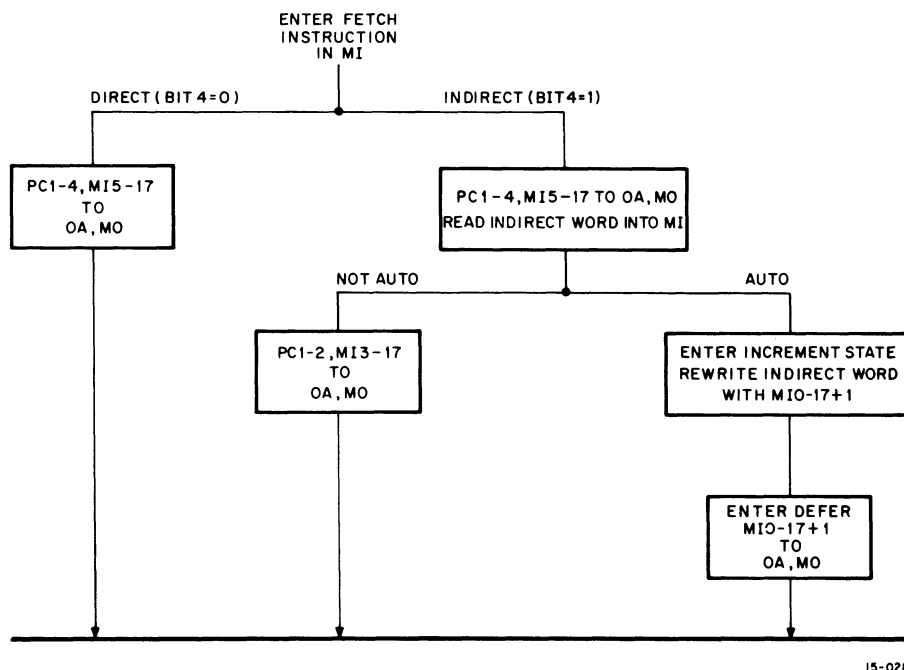 ENTER FETCH
INSTRUCTION
IN MI
DIRECT (BIT 4=0)
INDIRECT (BIT4=1)
PC1-4, MI5-17
TO
OA, MO
PC1-4, MI5-17 TO OA, MO
READ INDIRECT WORD INTO MI
NOT AUTO
AUTO
PC1-2, MI3-17
TO
OA, MO
ENTER INCREMENT STATE
REWRITE INDIRECT WORD
WITH MI0-17+1
ENTER DEFER
MI0-17+1
TO
OA, MO